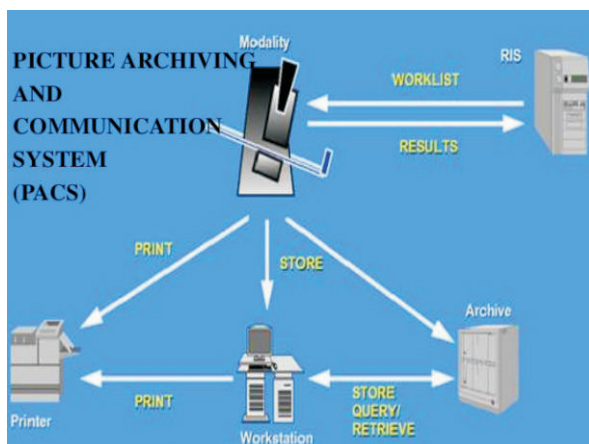 Modality
RIS
PICTURE ARCHIVING
AND
COMMUNICATION
SYSTEM
(PACS)
WORKLIST
RESULTS
PRINT
STORE
Archive
PRINT
STORE
QUERY/
RETRIEVE
Printer
Workstation